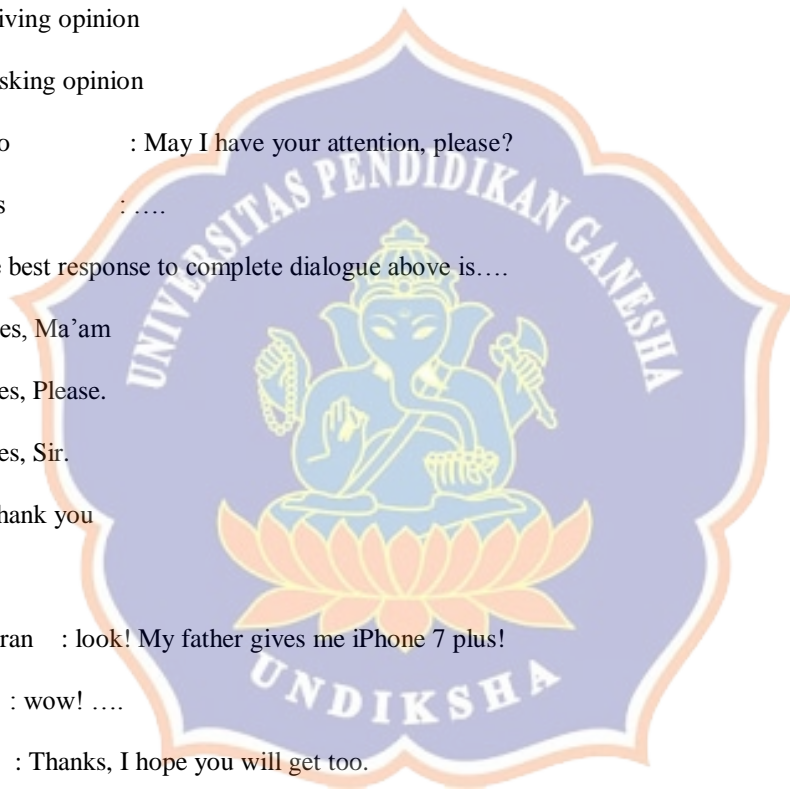 iving opinion
sking opinion
o : May I have your attention, please?
s : ….
e best response to complete dialogue above is….
es, Ma’am
es, Please.
es, Sir.
hank you
ran : look! My father gives me iPhone 7 plus!
: wow! ….
: Thanks, I hope you will get too.
UNIVERSITAS PENDIDIKAN GANESHA
UNDIKSHA